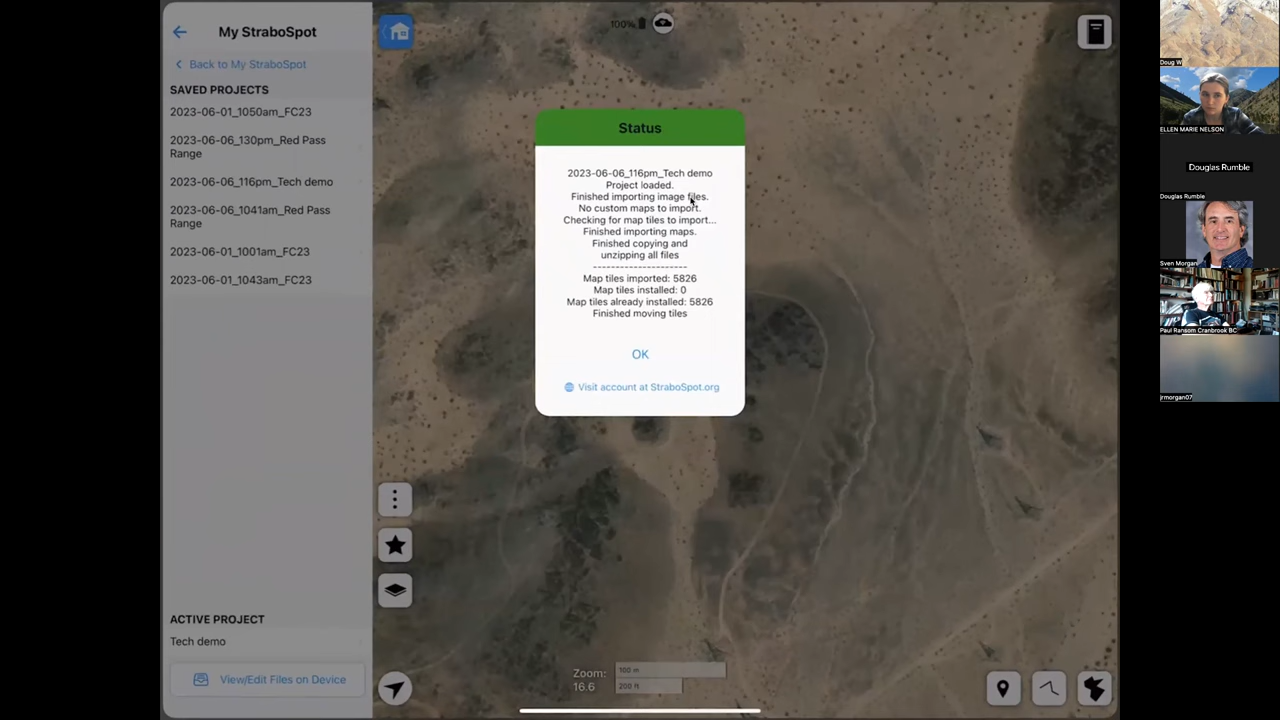 My StraboSpot
Back to My StraboSpot
SAVED PROJECTS
2023-06-01_1050am_FC23
2023-06-06_130pm_Red Pass
Range
2023-06-06_116pm_Tech demo
2023-06-06_1041am_Red Pass
Range
2023-06-01_1001am_FC23
2023-06-01_1043am_FC23
ACTIVE PROJECT
Tech demo
View/Edit Files on Device
100%
Status
2023-06-06_116pm_Tech demo
Project loaded.
Finished importing image files.
No custom maps to import.
Checking for map tiles to import...
Finished importing maps.
Finished copying and
unzipping all files
----------------------
Map tiles imported: 5826
Map tiles installed: 0
Map tiles already installed: 5826
Finished moving tiles
OK
Visit account at StraboSpot.org
Zoom:
16.6
100 m
200 ft
Doug W
ELLEN MARIE NELSON
Douglas Rumble
Douglas Rumble
Sven Morgan
Paul Ransom Cranbrook BC
jrmorgan07